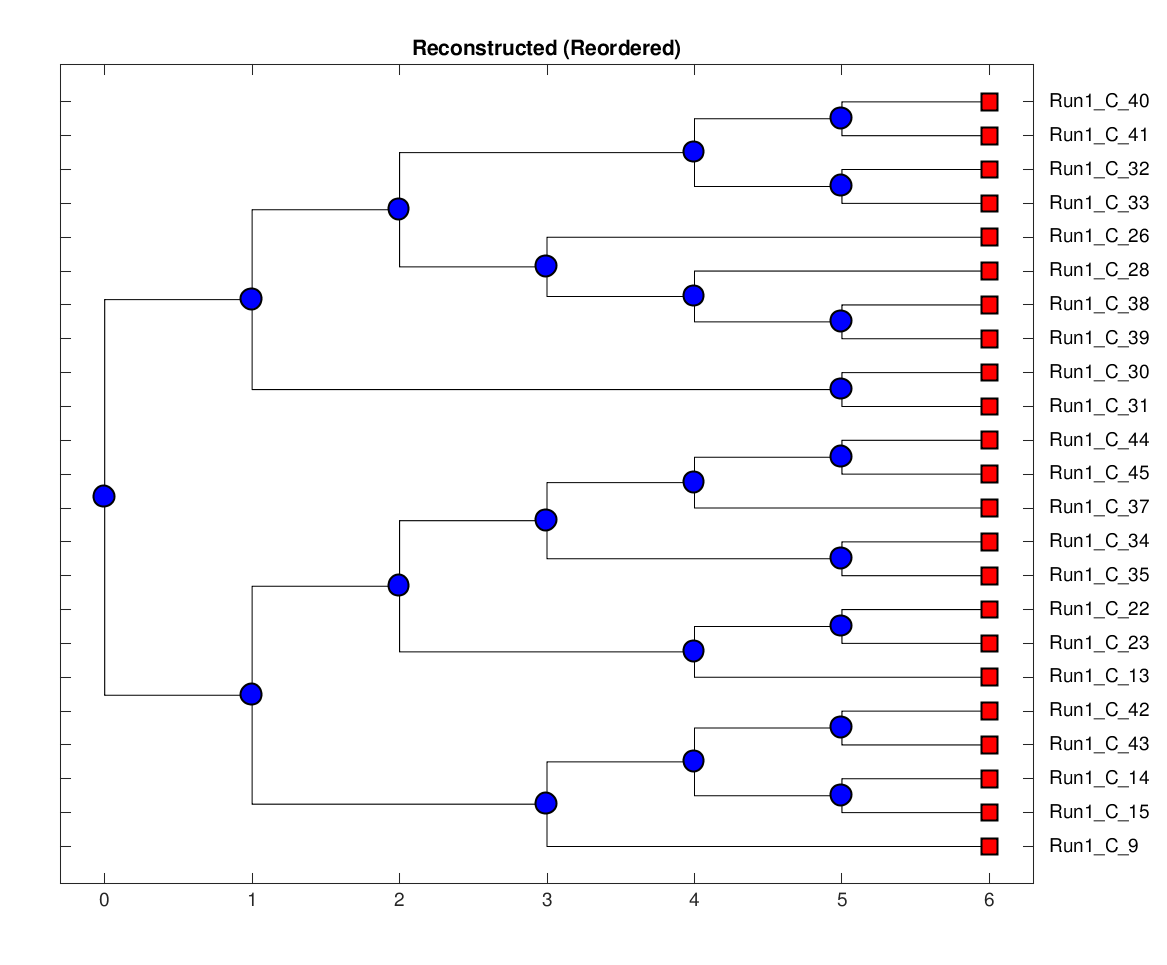 Reconstructed (Reordered)
Run1_C_40
Run1_C_41
Run1_C_32
Run1_C_33
Run1_C_26
Run1_C_28
Run1_C_38
Run1_C_39
Run1_C_30
Run1_C_31
Run1_C_44
Run1_C_45
Run1_C_37
Run1_C_34
Run1_C_35
Run1_C_22
Run1_C_23
Run1_C_13
Run1_C_42
Run1_C_43
Run1_C_14
Run1_C_15
Run1_C_9
0 1 2 3 4 5 6